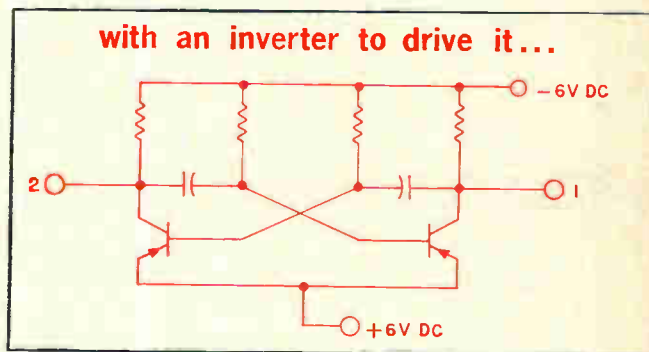 with an inverter to drive it...
-6V DC
2
1
+6V DC